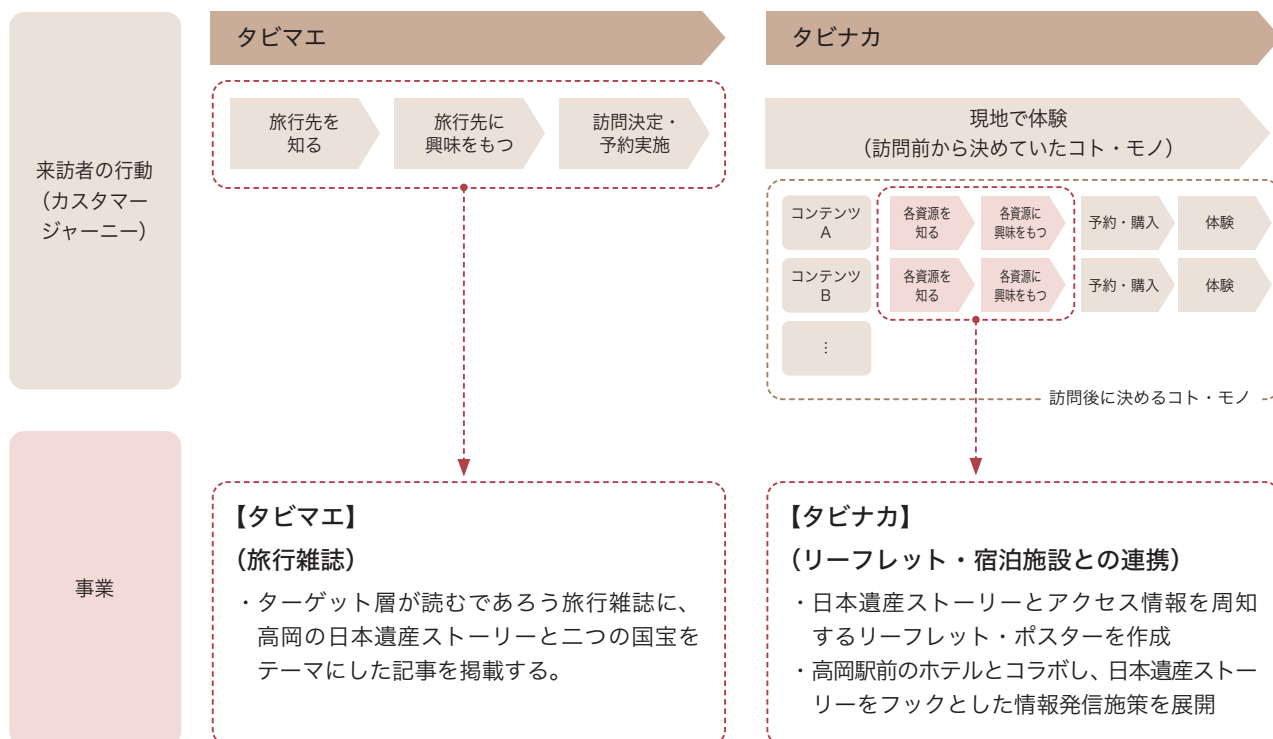 タビマエ
タビナカ
来訪者の行動
(カスタマー
ジャーニー)
旅行先を
知る
旅行先に
興味をもつ
訪問決定・
予約実施
現地で体験
(訪問前から決めていたコト・モノ)
コンテンツ
A
各資源を
知る
各資源に
興味をもつ
予約・購入
体験
コンテンツ
B
各資源を
知る
各資源に
興味をもつ
予約・購入
体験
⋮
訪問後に決めるコト・モノ
事業
【タビマエ】
(旅行雑誌)
・ターゲット層が読むであろう旅行雑誌に、
高岡の日本遺産ストーリーと二つの国宝を
テーマにした記事を掲載する。
【タビナカ】
(リーフレット・宿泊施設との連携)
・日本遺産ストーリーとアクセス情報を周知
するリーフレット・ポスターを作成
・高岡駅前のホテルとコラボし、日本遺産ストー
リーをフックとした情報発信施策を展開